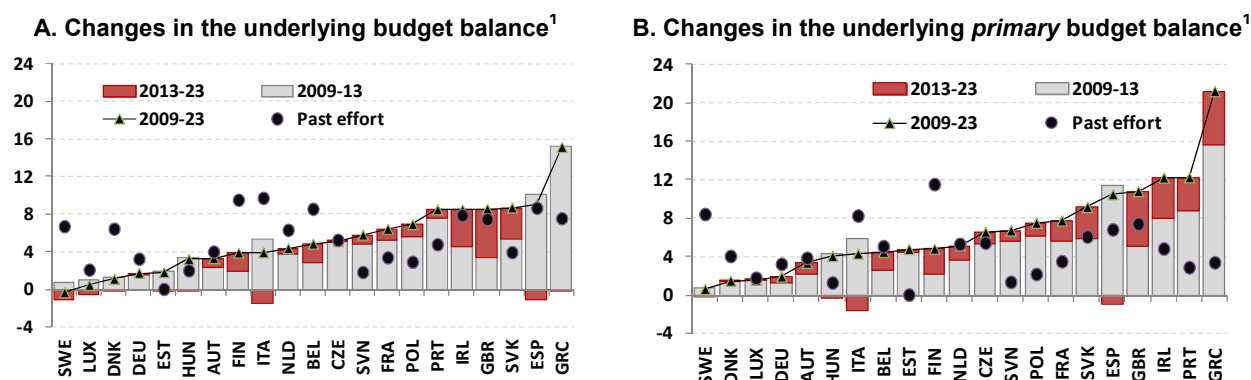 A. Changes in the underlying budget balance1
24
20
16
12
8
4
0
-4
2013-23
2009-13
2009-23
Past effort
SWE
LUX
DNK
DEU
EST
HUN
AUT
FIN
ITA
NLD
BEL
CZE
SVN
FRA
POL
PRT
IRL
GBR
SVK
ESP
GRC
B. Changes in the underlying primary budget balance1
24
20
16
12
8
4
0
-4
2013-23
2009-13
2009-23
Past effort
SWE
DNK
LUX
DEU
AUT
HUN
ITA
BEL
EST
FIN
NLD
CZE
SVN
POL
FRA
SVK
ESP
GBR
IRL
PRT
GRC